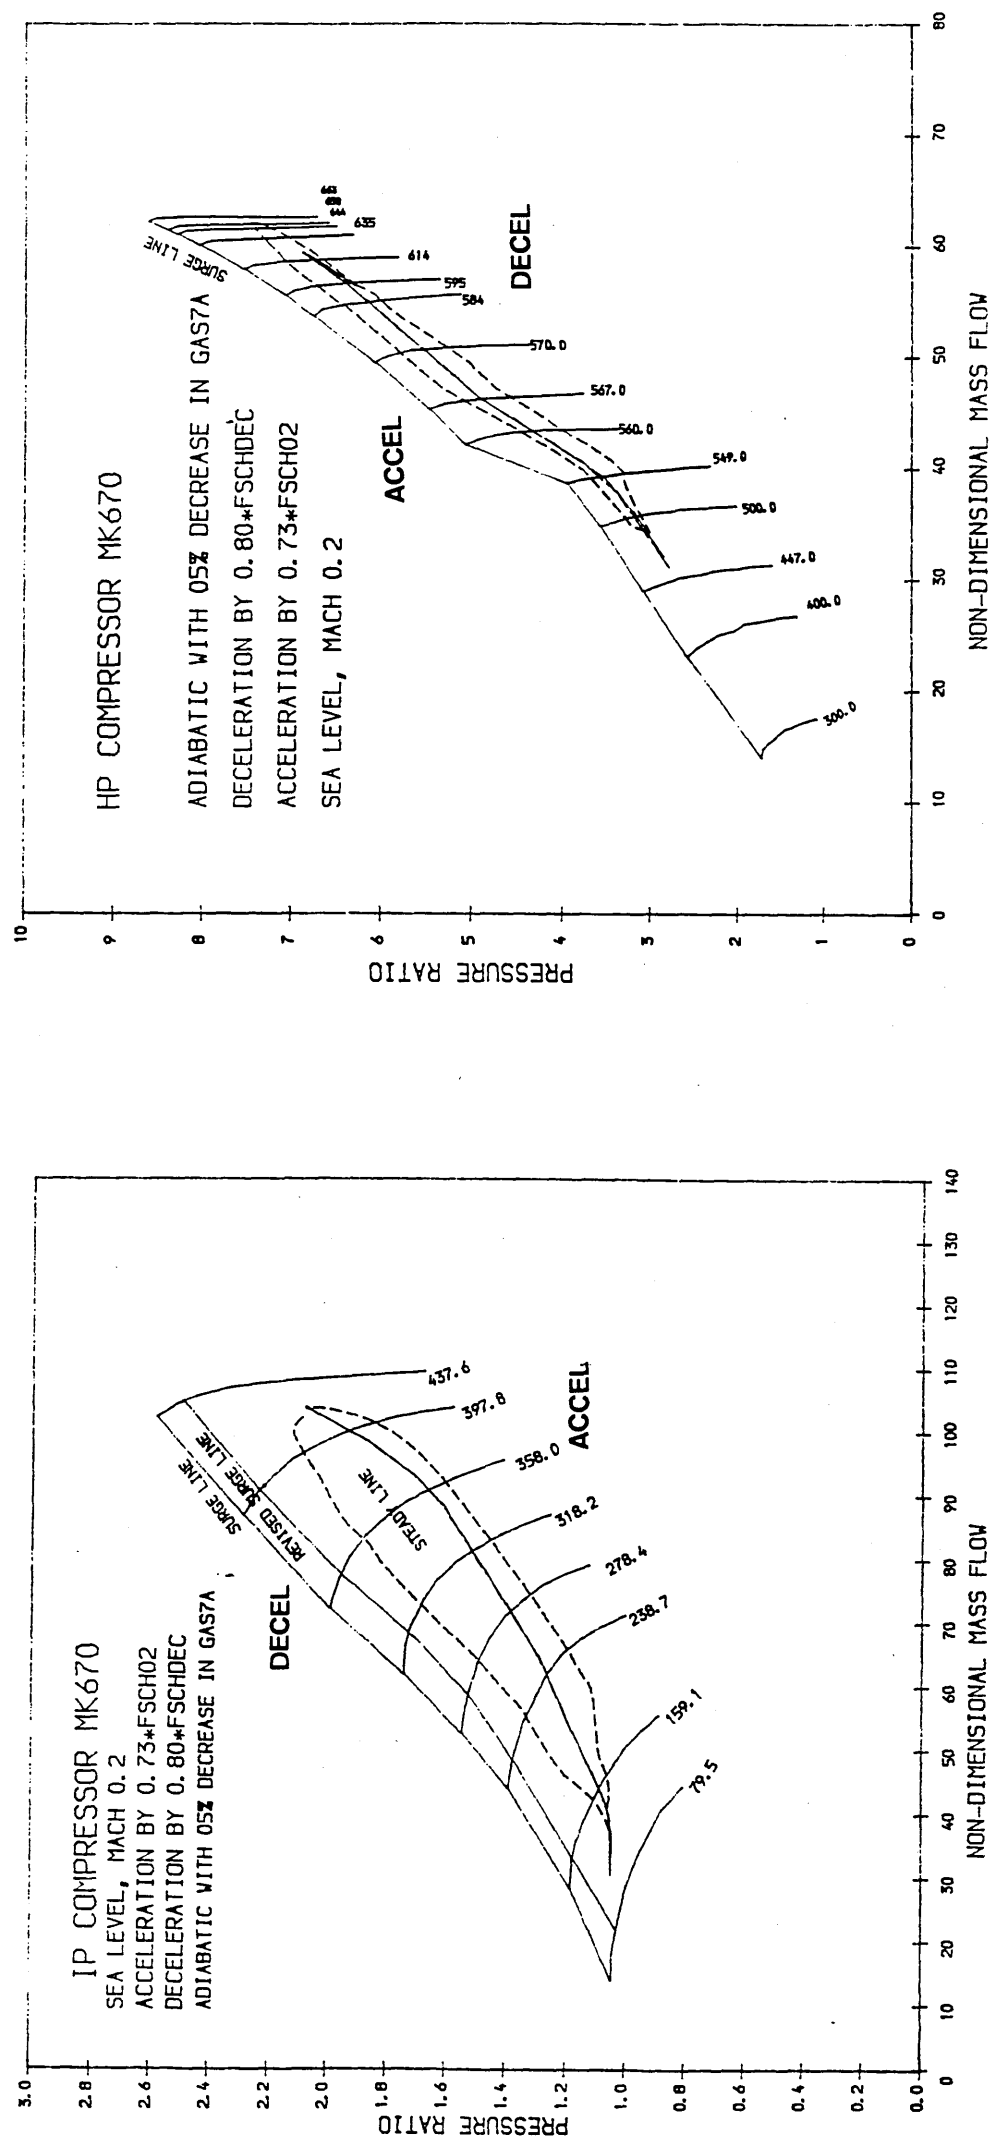 IP COMPRESSOR MK670
SEA LEVEL, MACH 0.2
ACCELERATION BY 0.73*FSCH02
DECELERATION BY 0.80*FSCHDEC
ADIABATIC WITH 05% DECREASE IN GAS7A
DECEL
SURGE LINE
REVISED SURGE LINE
STEADY LINE
ACCEL
437.6
397.8
358.0
318.2
278.4
238.7
159.1
79.5
PRESSURE RATIO
3.0
2.6
2.2
2.0
1.6
1.4
1.2
1.0
0.8
0.6
0.4
0.2
0.0
0 10 20 30 40 50 60 70 80 90 100 110 120 130 140
NON-DIMENSIONAL MASS FLOW
HP COMPRESSOR MK670
ADIABATIC WITH 05% DECREASE IN GAS7A
DECELERATION BY 0.80*FSCHDEC
ACCELERATION BY 0.73*FSCH02
SEA LEVEL, MACH 0.2
SURGE LINE
ACCEL
DECEL
635
614
595
584
570.0
567.0
560.0
549.0
500.0
447.0
400.0
300.0
PRESSURE RATIO
10
9
8
7
6
5
4
3
2
1
0
0 10 20 30 40 50 60 70 80
NON-DIMENSIONAL MASS FLOW